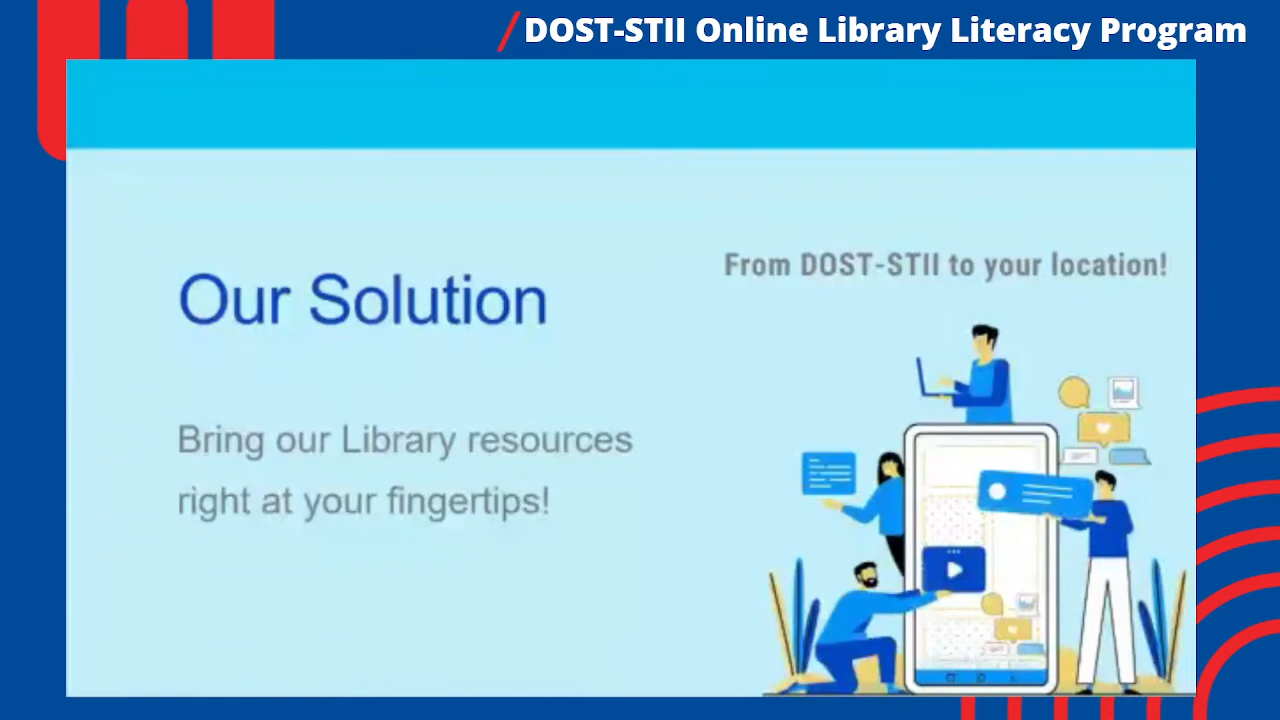 /DOST-STII Online Library Literacy Program
From DOST-STII to your location!
Our Solution
Bring our Library resources
right at your fingertips!